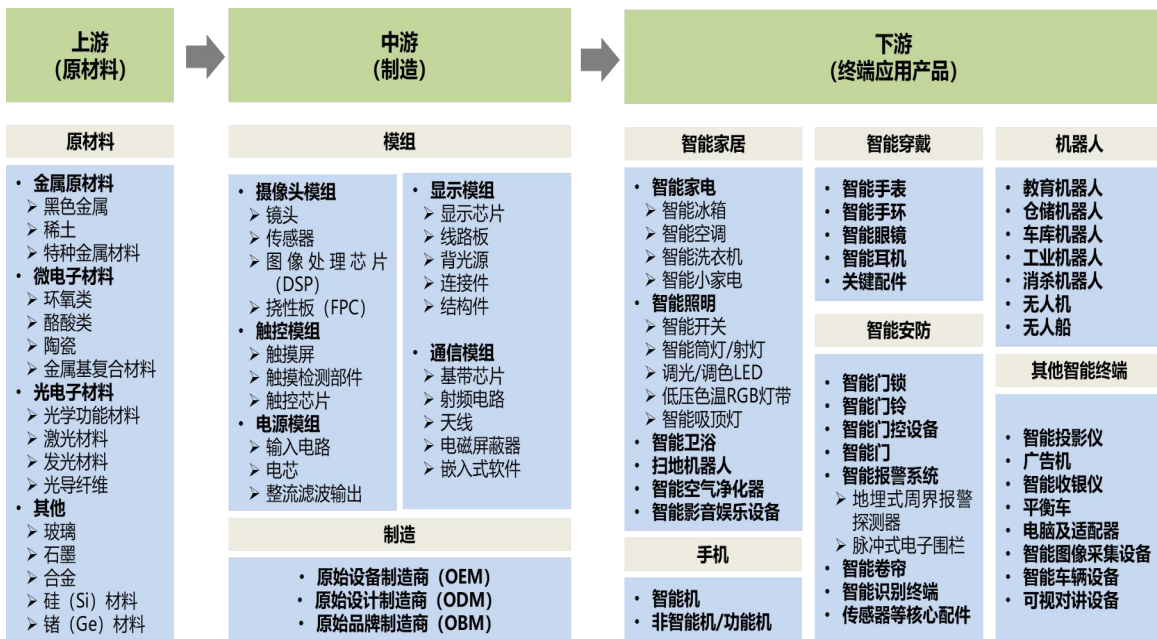 上游
（原材料）
中游
（制造）
下游
（终端应用产品）
原材料
• 金属原材料
➢ 黑色金属
➢ 稀土
➢ 特种金属材料
• 微电子材料
➢ 环氧类
➢ 酪酸类
➢ 陶瓷
➢ 金属基复合材料
• 光电子材料
➢ 光学功能材料
➢ 激光材料
➢ 发光材料
➢ 光导纤维
• 其他
➢ 玻璃
➢ 石墨
➢ 合金
➢ 硅（Si）材料
➢ 锗（Ge）材料
模组
• 摄像头模组
➢ 镜头
➢ 传感器
➢ 图像处理芯片
（DSP）
➢ 挠性板（FPC）
• 触控模组
➢ 触摸屏
➢ 触摸检测部件
➢ 触控芯片
• 电源模组
➢ 输入电路
➢ 电芯
➢ 整流滤波输出
• 显示模组
➢ 显示芯片
➢ 线路板
➢ 背光源
➢ 连接件
➢ 结构件
• 通信模组
➢ 基带芯片
➢ 射频电路
➢ 天线
➢ 电磁屏蔽器
➢ 嵌入式软件
制造
• 原始设备制造商（OEM）
• 原始设计制造商（ODM）
• 原始品牌制造商（OBM）
智能家居
• 智能家电
➢ 智能冰箱
➢ 智能空调
➢ 智能洗衣机
➢ 智能小家电
• 智能照明
➢ 智能开关
➢ 智能筒灯/射灯
➢ 调光/调色LED
➢ 低压色温RGB灯带
➢ 智能吸顶灯
• 智能卫浴
• 扫地机器人
• 智能空气净化器
• 智能影音娱乐设备
手机
• 智能机
• 非智能机/功能机
智能穿戴
• 智能手表
• 智能手环
• 智能眼镜
• 智能耳机
• 关键配件
智能安防
• 智能门锁
• 智能门铃
• 智能门控设备
• 智能门
• 智能报警系统
➢ 地埋式周界报警
探测器
➢ 脉冲式电子围栏
• 智能卷帘
• 智能识别终端
• 传感器等核心配件
机器人
• 教育机器人
• 仓储机器人
• 车库机器人
• 工业机器人
• 消杀机器人
• 无人机
• 无人船
其他智能终端
• 智能投影仪
• 广告机
• 智能收银仪
• 平衡车
• 电脑及适配器
• 智能图像采集设备
• 智能车辆设备
• 可视对讲设备